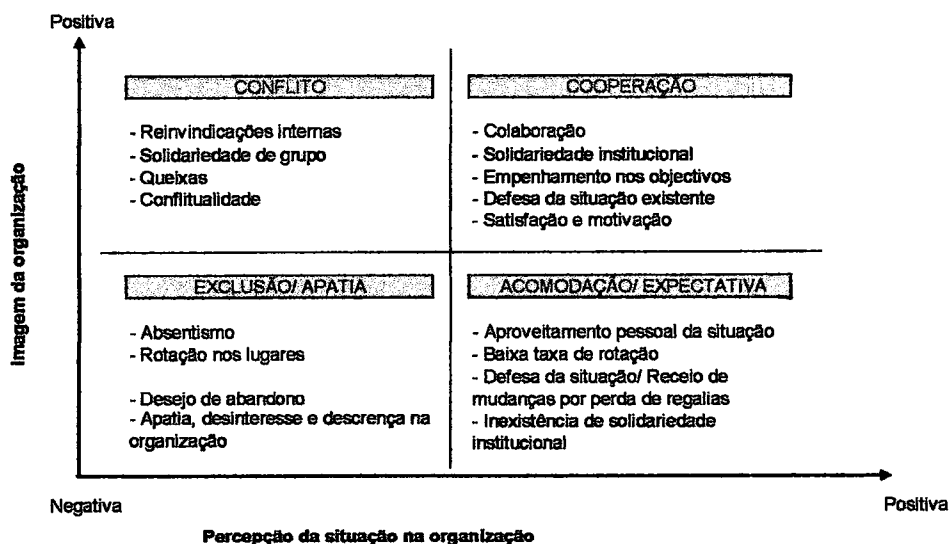 Positiva
CONFLITO
- Reinvindicações internas
- Solidariedade de grupo
- Queixas
- Conflitualidade
COOPERAÇÃO
- Colaboração
- Solidariedade institucional
- Empenhamento nos objectivos
- Defesa da situação existente
- Satisfação e motivação
Imagem da organização
EXCLUSÃO/ APATIA
- Absentismo
- Rotação nos lugares
- Desejo de abandono
- Apatia, desinteresse e descrença na
organização
ACOMODAÇÃO/ EXPECTATIVA
- Aproveitamento pessoal da situação
- Baixa taxa de rotação
- Defesa da situação/ Receio de
mudanças por perda de regalias
- Inexistência de solidariedade
institucional
Negativa
Positiva
Percepção da situação na organização